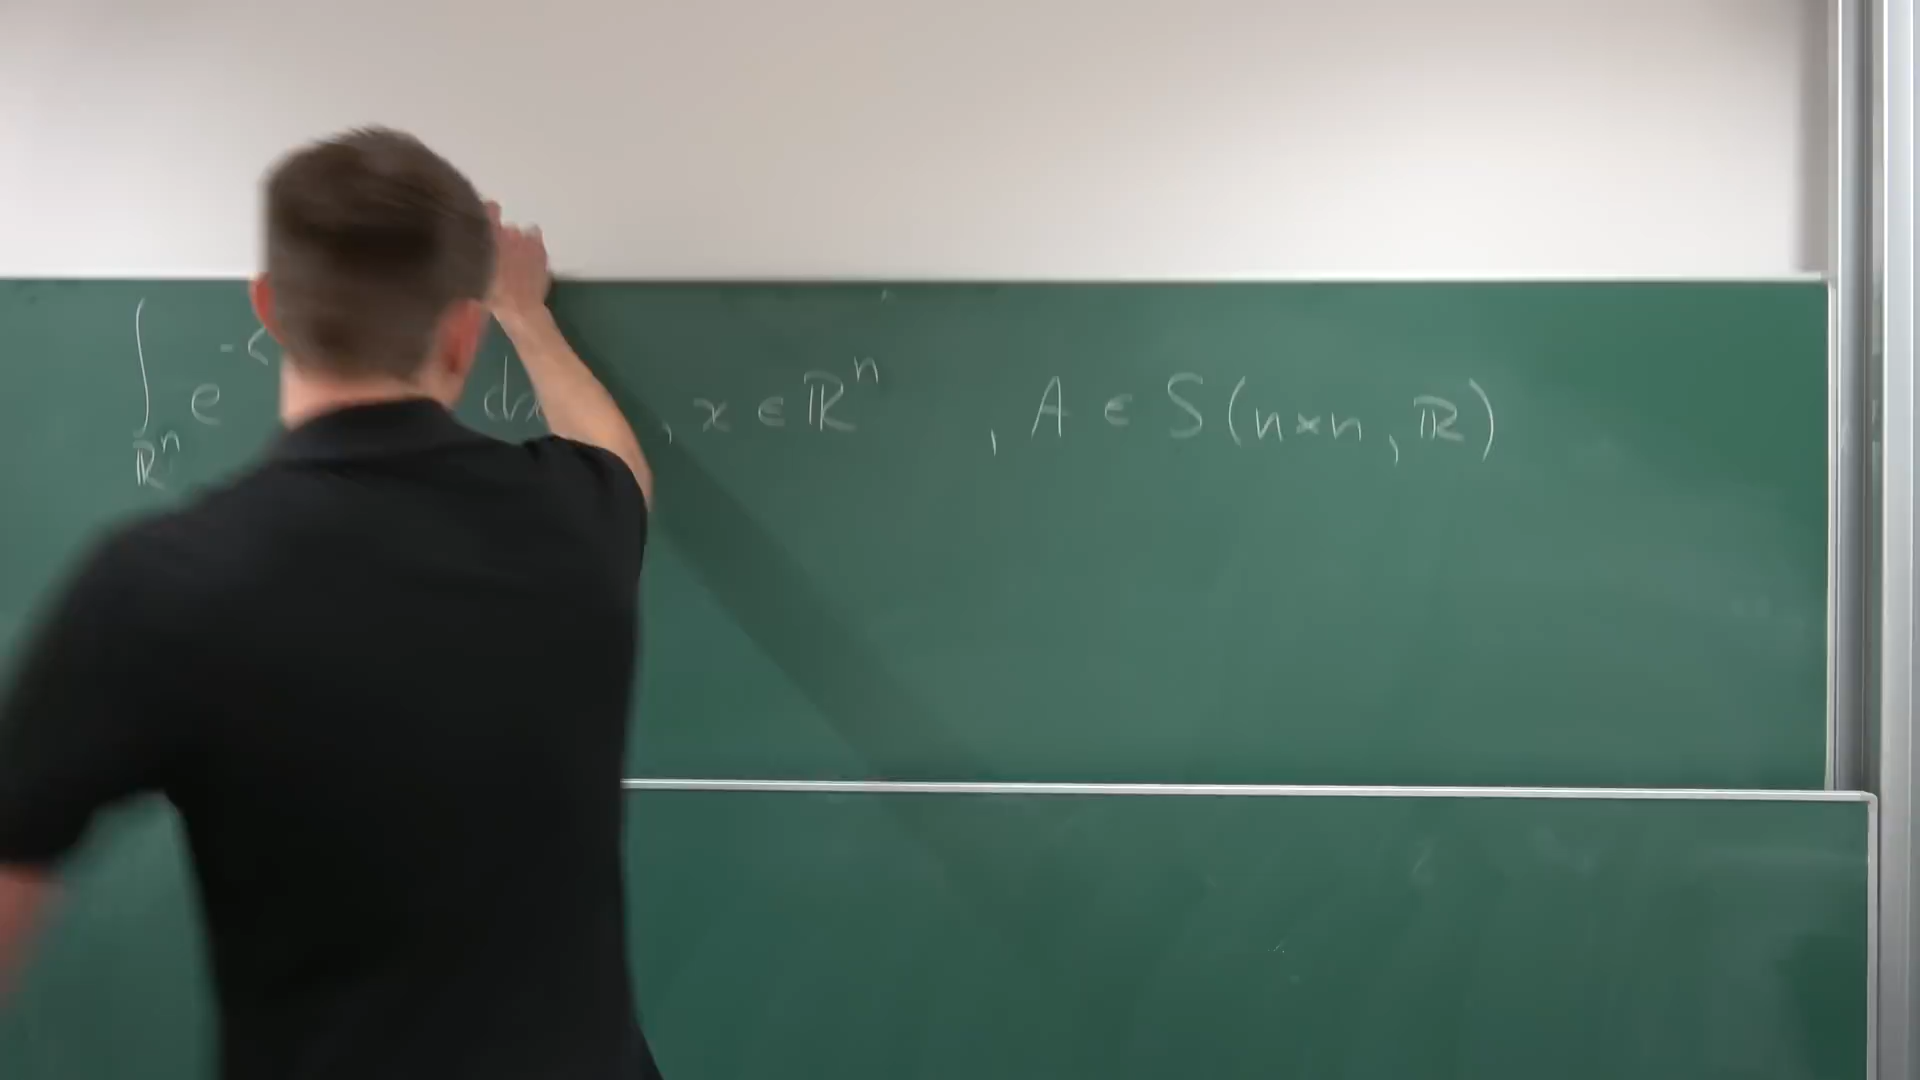 ∫_{ℝ^n} e^{-< dx , x ∈ ℝ^n , A ∈ S(n×n, ℝ)